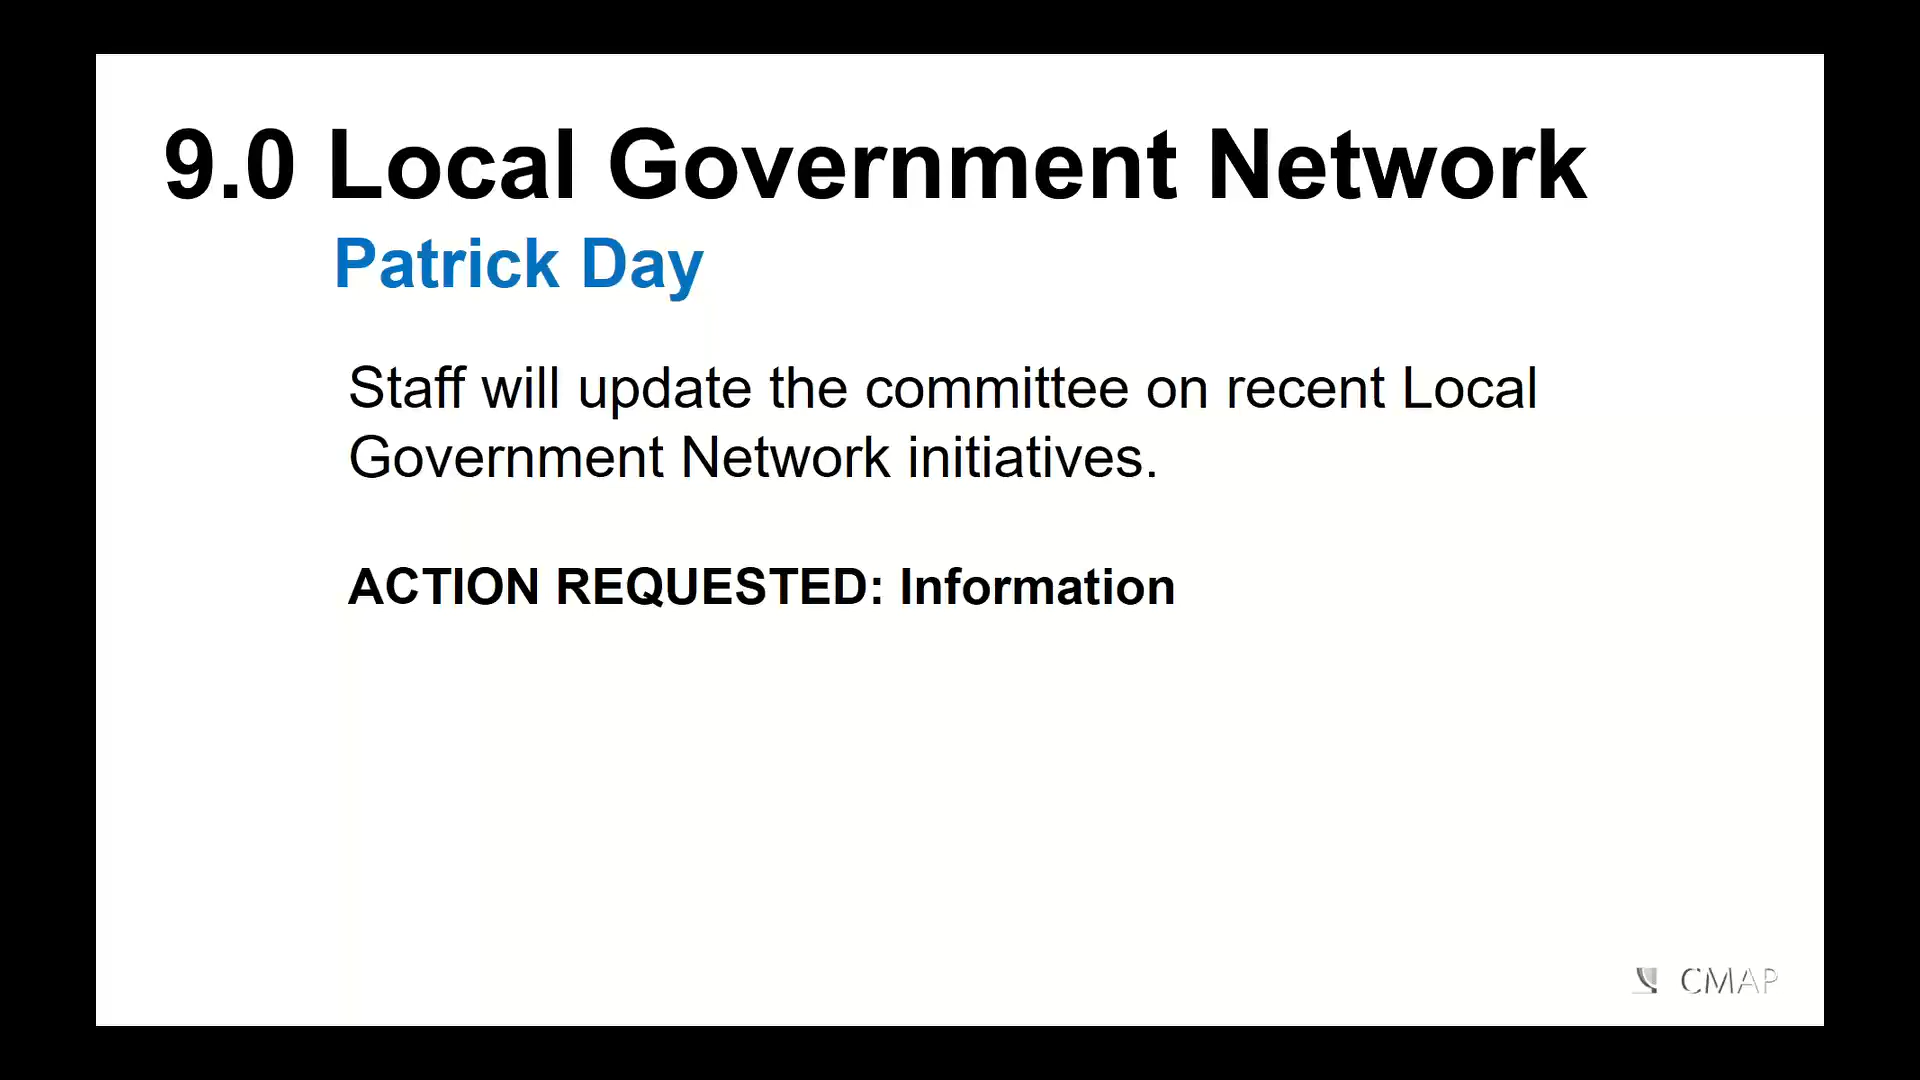 9.0 Local Government Network
Patrick Day
Staff will update the committee on recent Local
Government Network initiatives.
ACTION REQUESTED: Information
CMAP